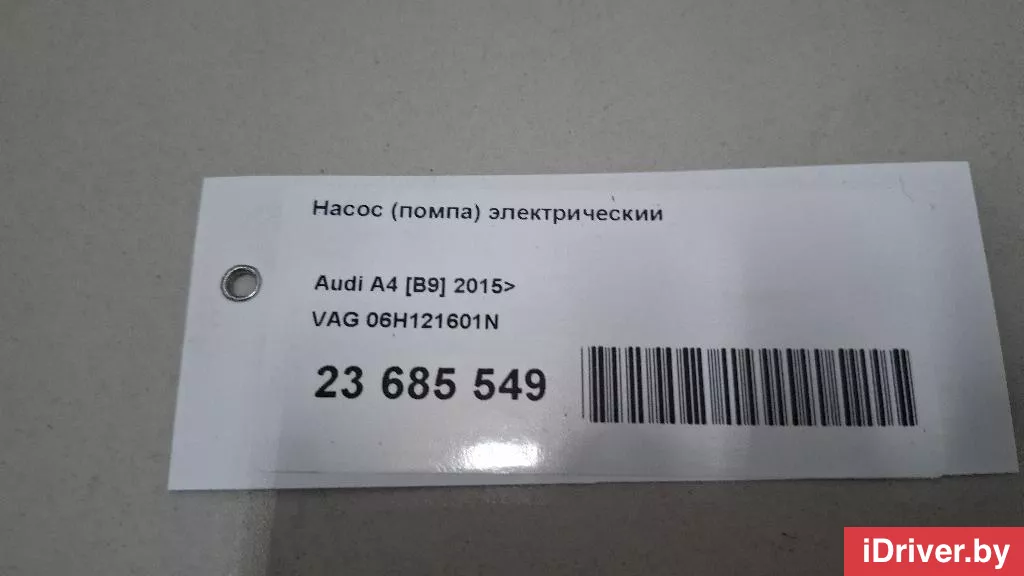 Насос (помпа) электрический
Audi A4 [B9] 2015>
VAG 06H121601N
23 685 549
iDriver.by